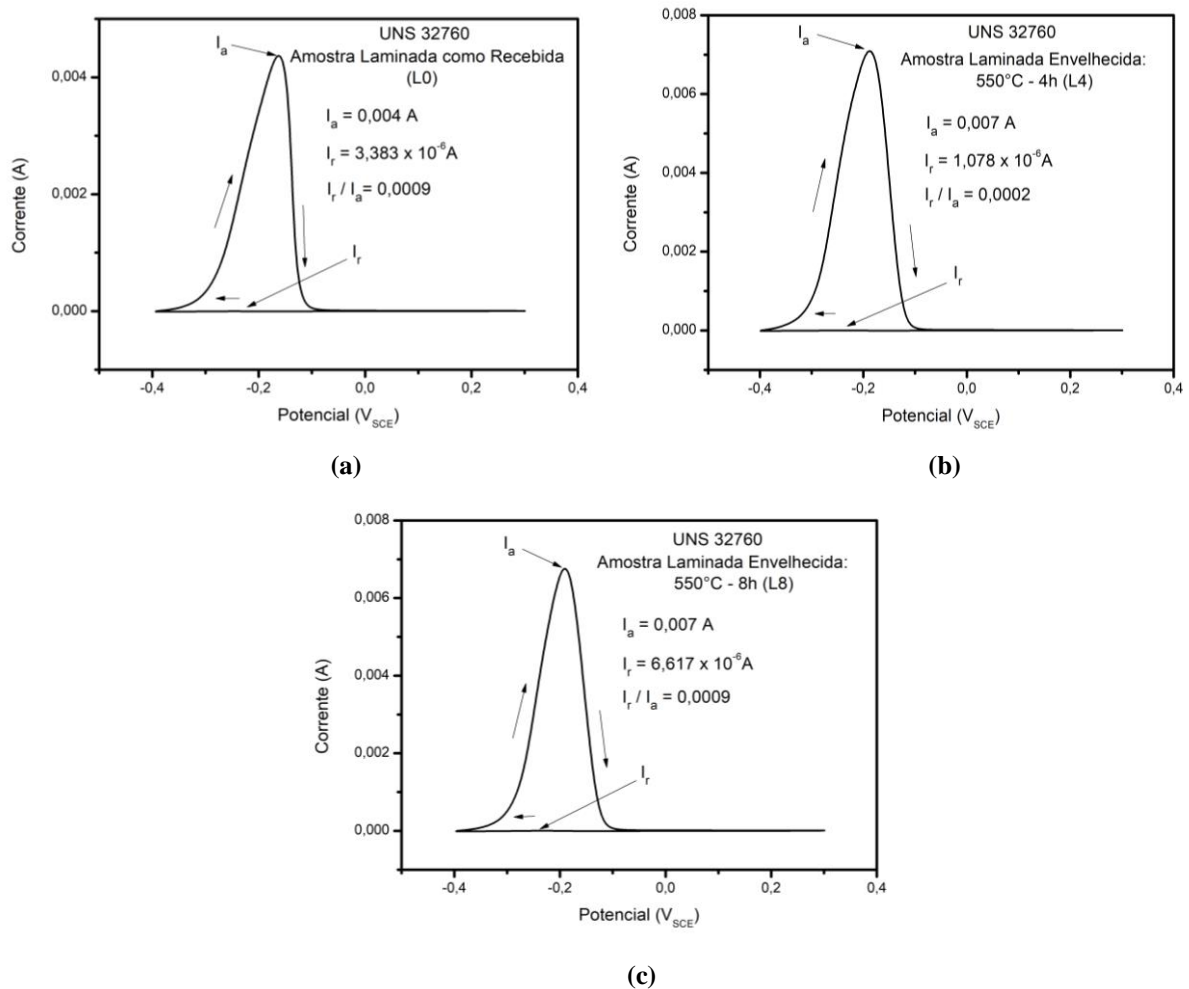 UNS 32760
Amostra Laminada como Recebida
(L0)
I_a
I_a = 0,004 A
I_r = 3,383 x 10^-6 A
I_r / I_a = 0,0009
I_r
0,004
0,002
0,000
Corrente (A)
-0,4 -0,2 0,0 0,2 0,4
Potencial (V_SCE)
(a)
UNS 32760
Amostra Laminada Envelhecida:
550°C - 4h (L4)
I_a
I_a = 0,007 A
I_r = 1,078 x 10^-6 A
I_r / I_a = 0,0002
I_r
0,008
0,006
0,004
0,002
0,000
Corrente (A)
-0,4 -0,2 0,0 0,2 0,4
Potencial (V_SCE)
(b)
UNS 32760
Amostra Laminada Envelhecida:
550°C - 8h (L8)
I_a
I_a = 0,007 A
I_r = 6,617 x 10^-6 A
I_r / I_a = 0,0009
I_r
0,008
0,006
0,004
0,002
0,000
Corrente (A)
-0,4 -0,2 0,0 0,2 0,4
Potencial (V_SCE)
(c)